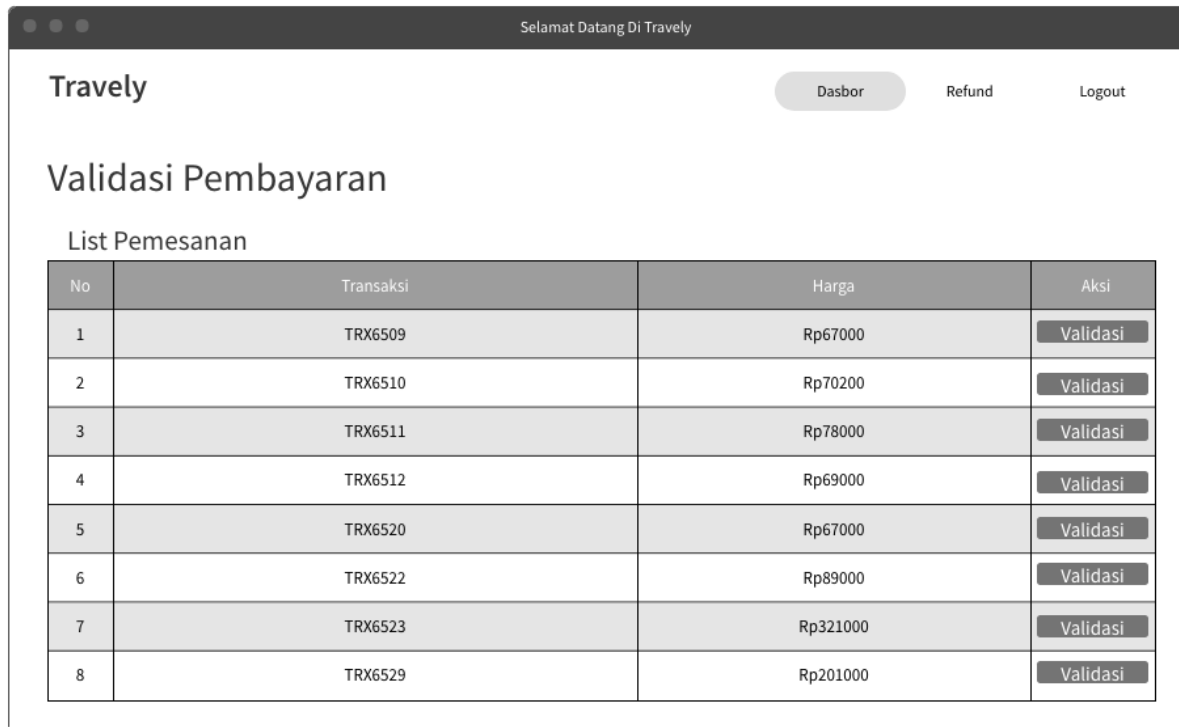 Selamat Datang Di Travely
Travely
Dasbor Refund Logout
Validasi Pembayaran
List Pemesanan
No Transaksi Harga Aksi
1 TRX6509 Rp67000 Validasi
2 TRX6510 Rp70200 Validasi
3 TRX6511 Rp78000 Validasi
4 TRX6512 Rp69000 Validasi
5 TRX6520 Rp67000 Validasi
6 TRX6522 Rp89000 Validasi
7 TRX6523 Rp321000 Validasi
8 TRX6529 Rp201000 Validasi